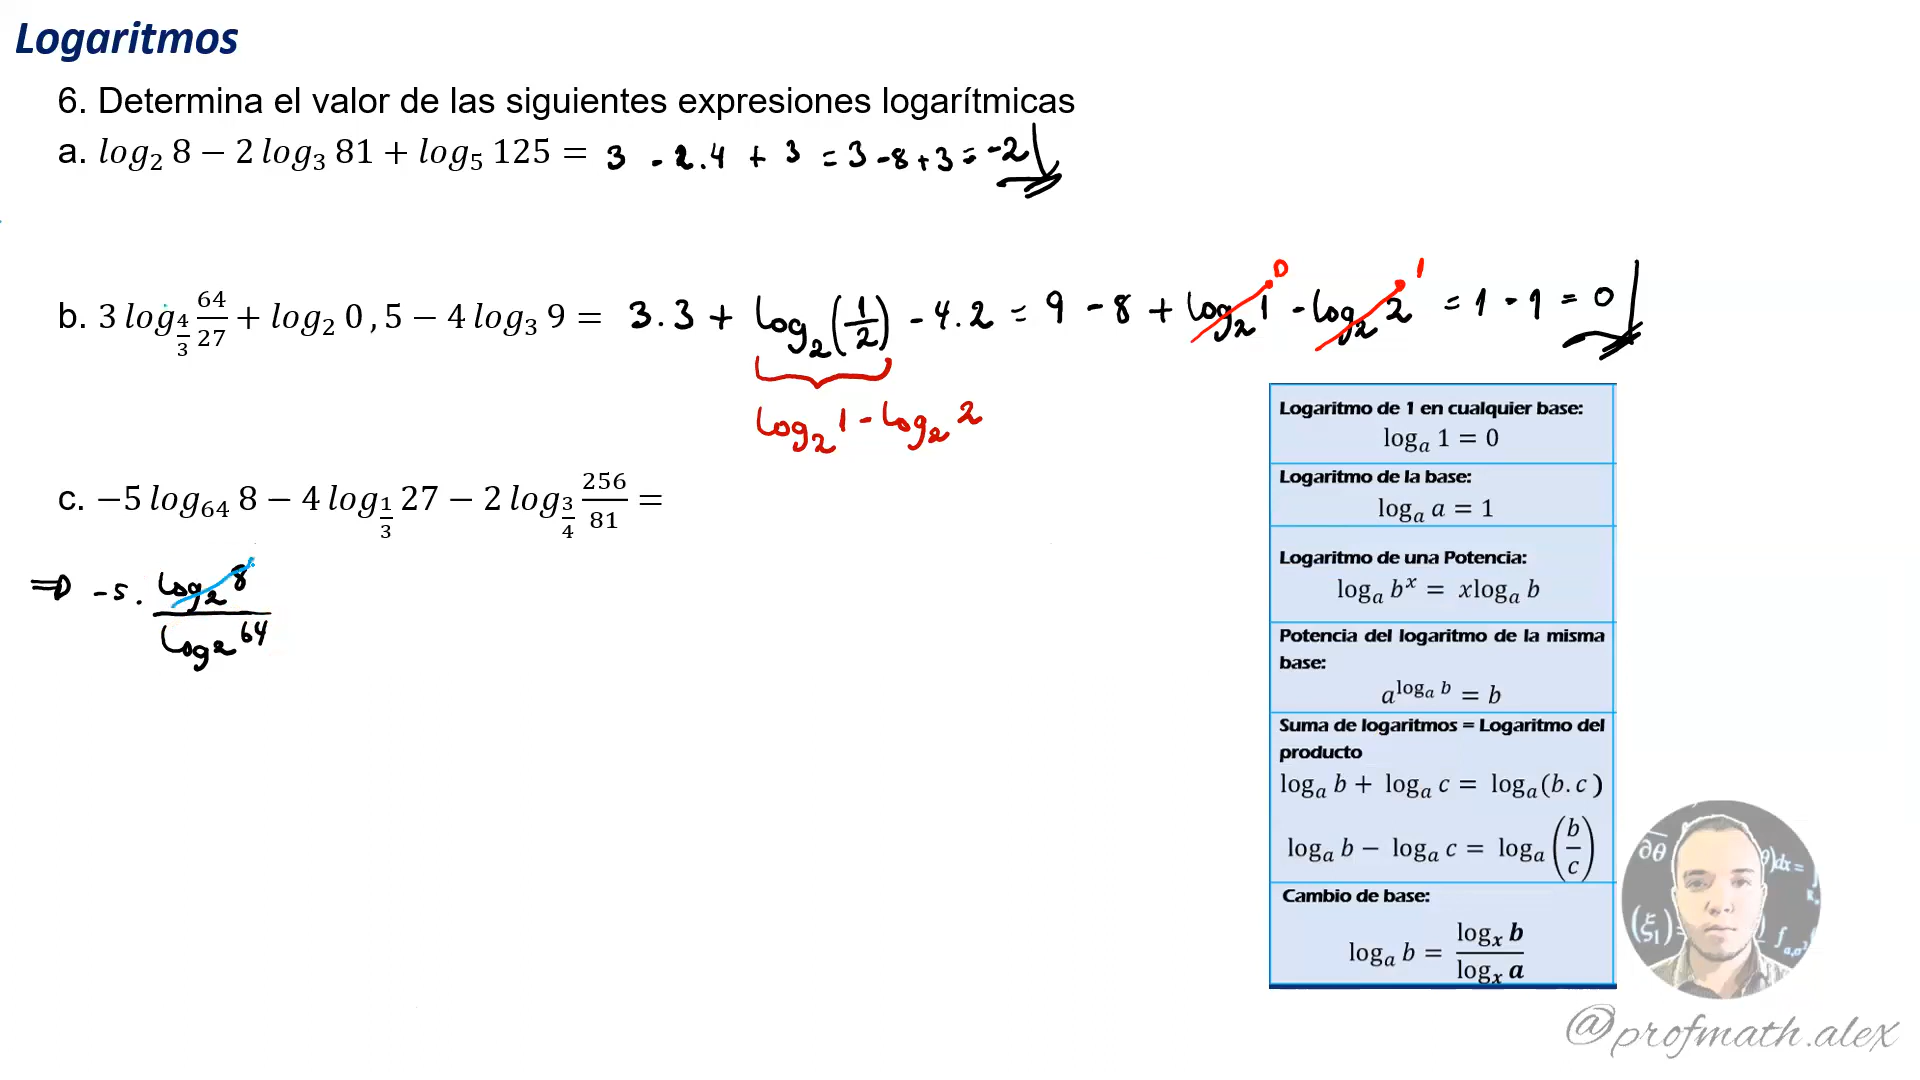 Logaritmos
6. Determina el valor de las siguientes expresiones logarítmicas
a. log₂ 8 − 2 log₃ 81 + log₅ 125 = 3 - 2.4 + 3 = 3 - 8 + 3 = -2
b. 3 log_{4/3} 64/27 + log₂ 0,5 − 4 log₃ 9 = 3.3 + log₂(1/2) - 4.2 = 9 - 8 + log₂ 1 - log₂ 2 = 1 - 1 = 0
0 1
log₂ 1 - log₂ 2
c. −5 log₆₄ 8 − 4 log_{1/3} 27 − 2 log_{3/4} 256/81 =
⇒ -5 . log₂ 8 / log₂ 64
Logaritmo de 1 en cualquier base:
logₐ 1 = 0
Logaritmo de la base:
logₐ a = 1
Logaritmo de una Potencia:
logₐ bˣ = xlogₐ b
Potencia del logaritmo de la misma
base:
a^{logₐ b} = b
Suma de logaritmos = Logaritmo del
producto
logₐ b + logₐ c = logₐ(b.c)
logₐ b − logₐ c = logₐ (b/c)
Cambio de base:
logₐ b = logₓ b / logₓ a
@profmath.alex